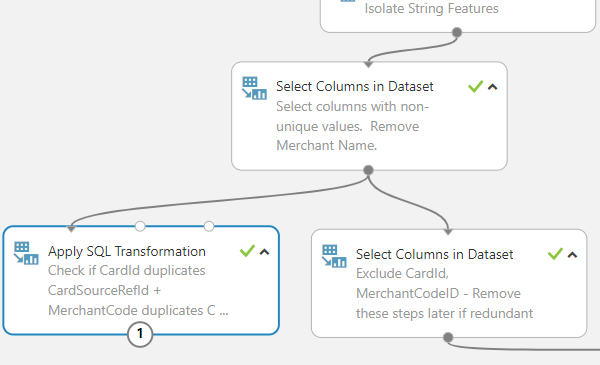 Isolate String Features
Select Columns in Dataset
Select columns with non-
unique values.  Remove
Merchant Name.
Apply SQL Transformation
Check if CardId duplicates
CardSourceRefId +
MerchantCode duplicates C ...
1
Select Columns in Dataset
Exclude CardId,
MerchantCodeID - Remove
these steps later if redundant